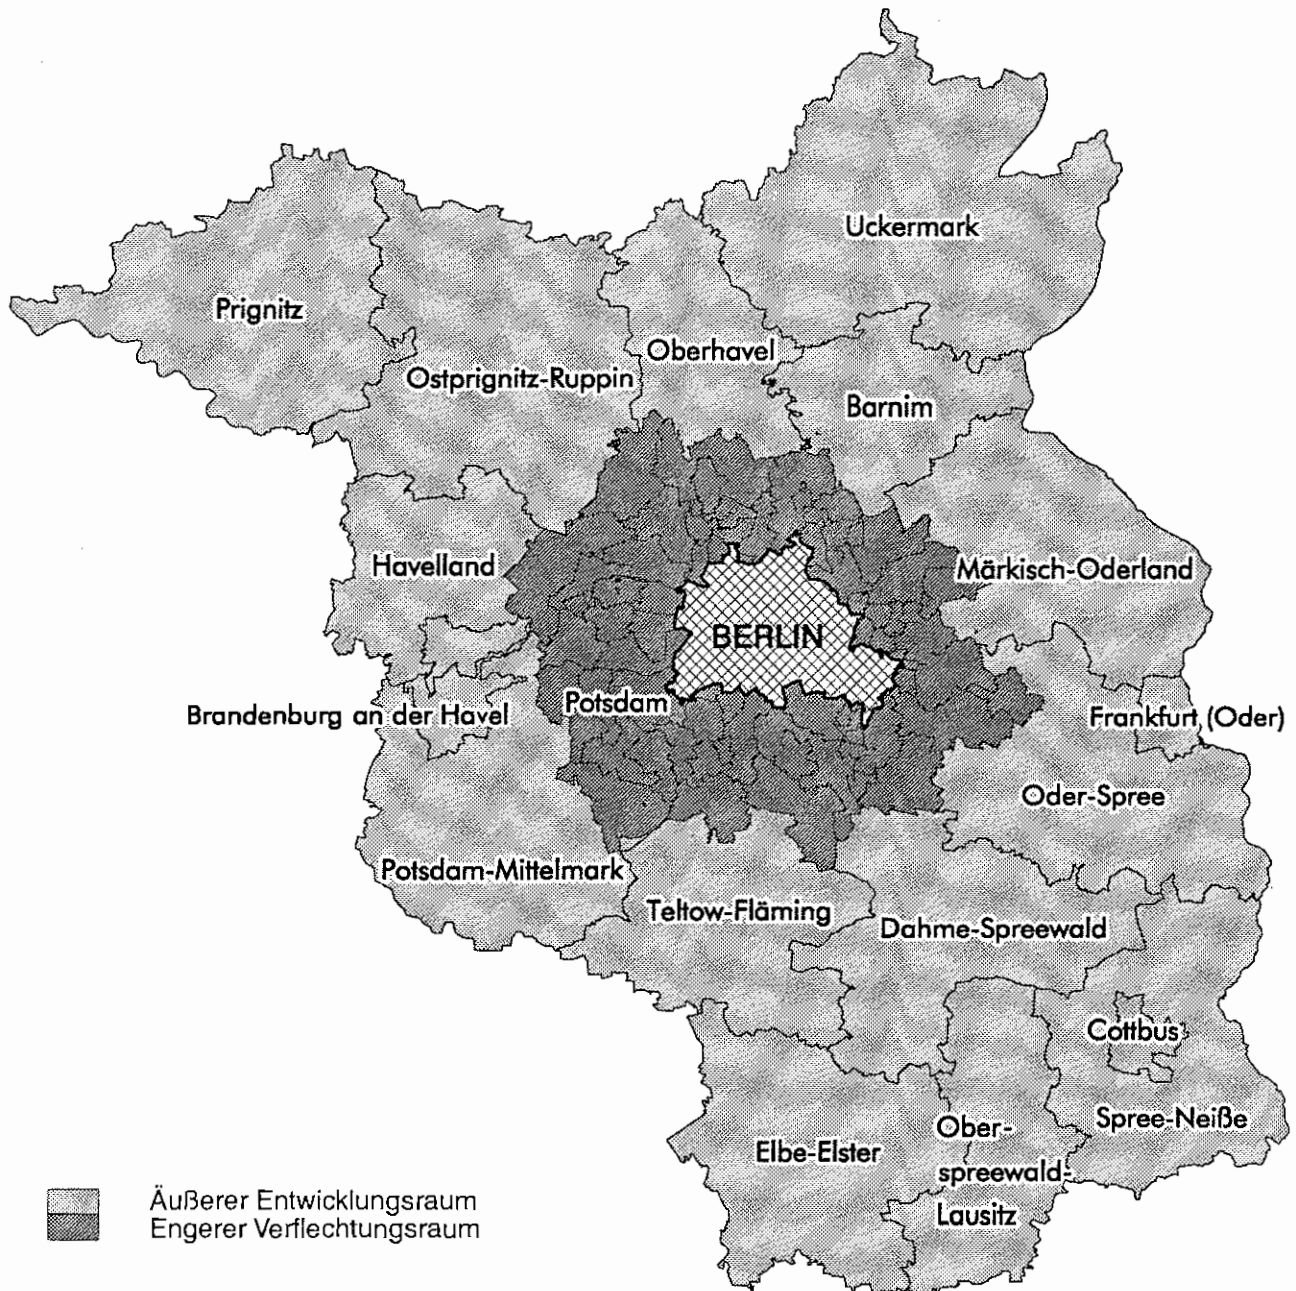 Uckermark
Prignitz
Oberhavel
Ostprignitz-Ruppin
Barnim
Havelland
Märkisch-Oderland
BERLIN
Potsdam
Brandenburg an der Havel
Frankfurt (Oder)
Oder-Spree
Potsdam-Mittelmark
Teltow-Fläming
Dahme-Spreewald
Cottbus
Spree-Neiße
Elbe-Elster
Ober-
spreewald-
Lausitz
Äußerer Entwicklungsraum
Engerer Verflechtungsraum